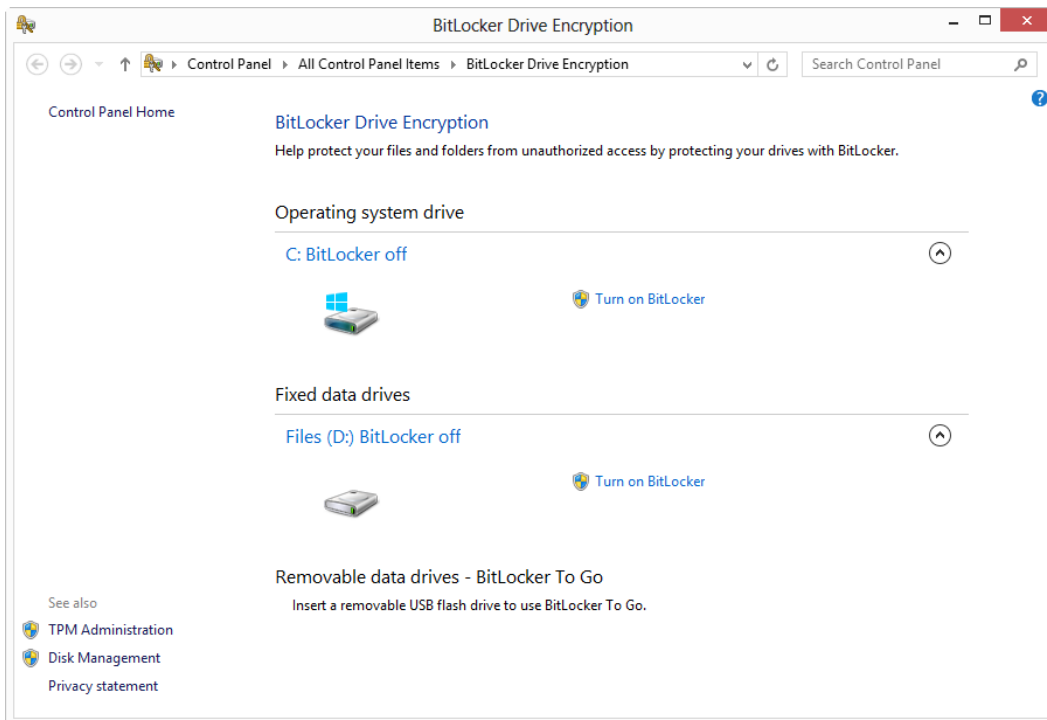 BitLocker Drive Encryption
Control Panel All Control Panel Items BitLocker Drive Encryption
Search Control Panel
Control Panel Home
BitLocker Drive Encryption
Help protect your files and folders from unauthorized access by protecting your drives with BitLocker.
Operating system drive
C: BitLocker off
Turn on BitLocker
Fixed data drives
Files (D:) BitLocker off
Turn on BitLocker
Removable data drives - BitLocker To Go
Insert a removable USB flash drive to use BitLocker To Go.
See also
TPM Administration
Disk Management
Privacy statement